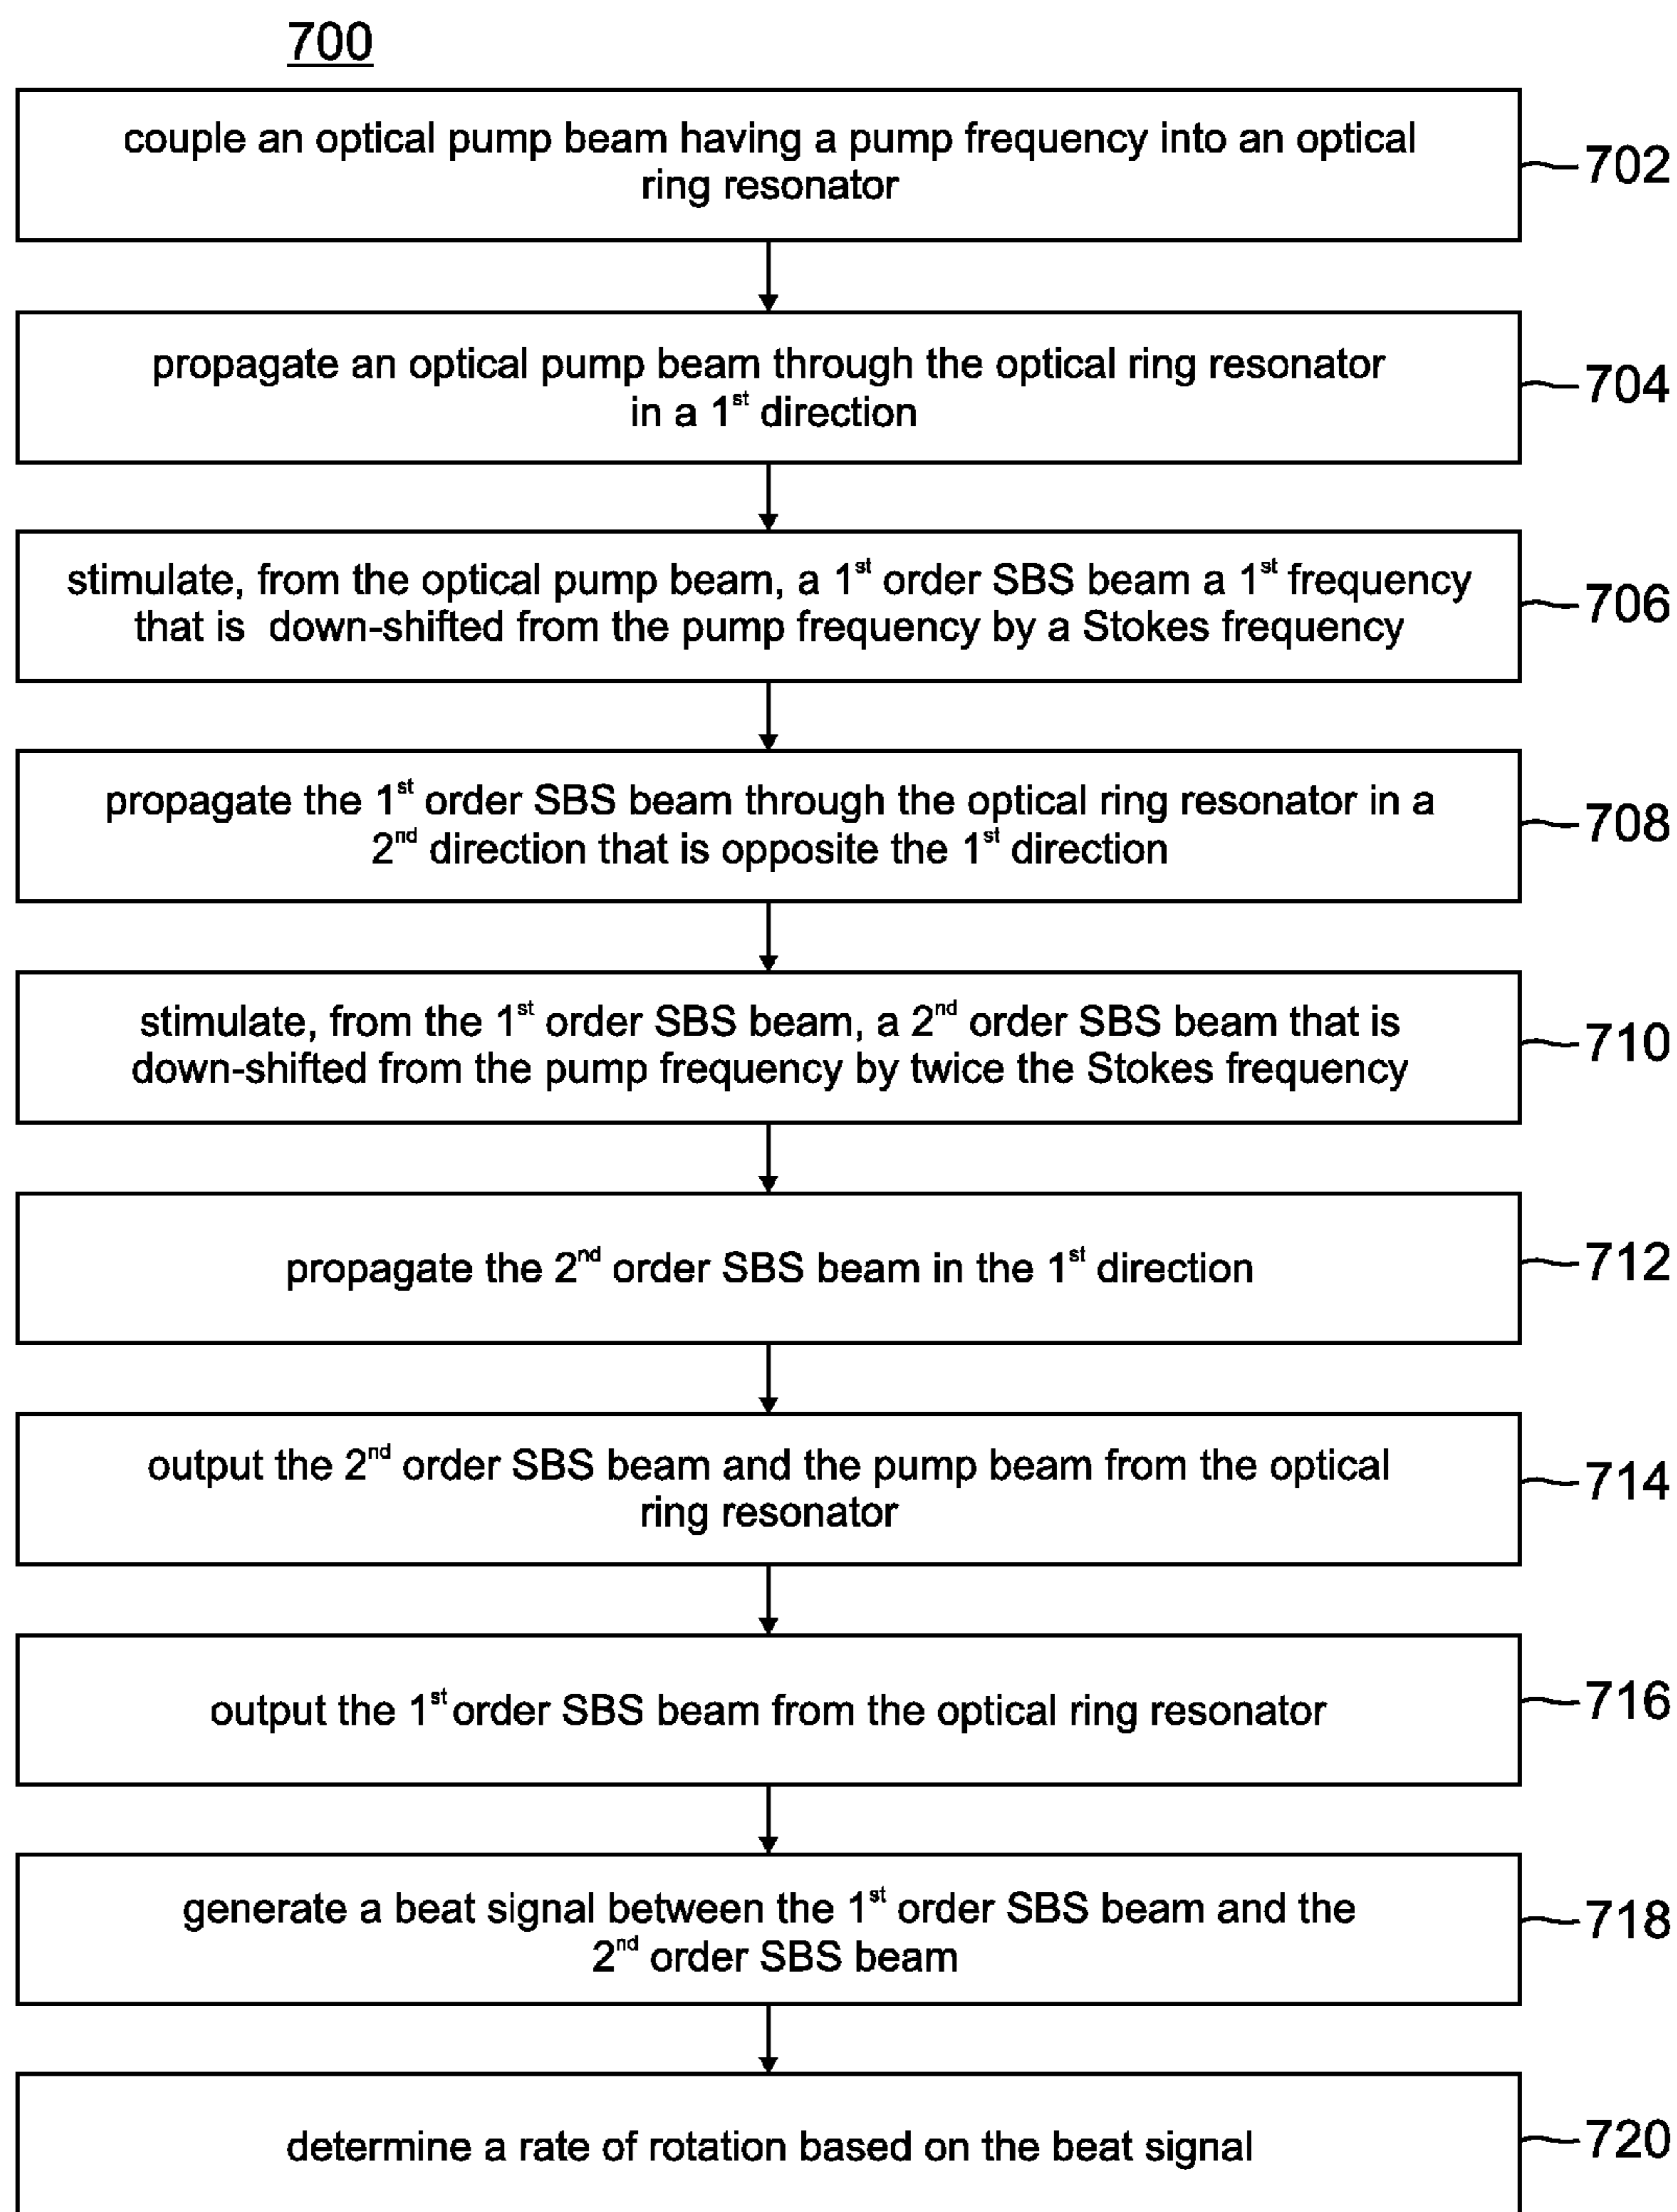 700
couple an optical pump beam having a pump frequency into an optical
ring resonator
702
propagate an optical pump beam through the optical ring resonator
in a 1st direction
704
stimulate, from the optical pump beam, a 1st order SBS beam a 1st frequency
that is down-shifted from the pump frequency by a Stokes frequency
706
propagate the 1st order SBS beam through the optical ring resonator in a
2nd direction that is opposite the 1st direction
708
stimulate, from the 1st order SBS beam, a 2nd order SBS beam that is
down-shifted from the pump frequency by twice the Stokes frequency
710
propagate the 2nd order SBS beam in the 1st direction
712
output the 2nd order SBS beam and the pump beam from the optical
ring resonator
714
output the 1st order SBS beam from the optical ring resonator
716
generate a beat signal between the 1st order SBS beam and the
2nd order SBS beam
718
determine a rate of rotation based on the beat signal
720